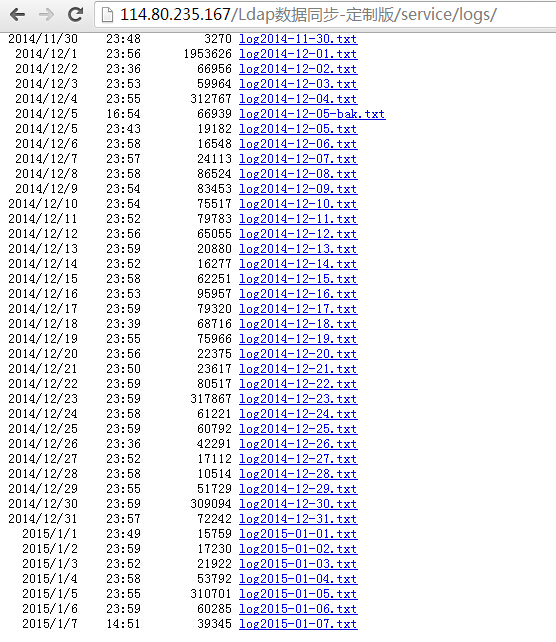 114.80.235.167/Ldap数据同步-定制版/service/logs/
2014/11/30 23:48 3270 log2014-11-30.txt
2014/12/1 23:56 1953626 log2014-12-01.txt
2014/12/2 23:36 66956 log2014-12-02.txt
2014/12/3 23:53 59964 log2014-12-03.txt
2014/12/4 23:55 312767 log2014-12-04.txt
2014/12/5 16:54 66939 log2014-12-05-bak.txt
2014/12/5 23:43 19182 log2014-12-05.txt
2014/12/6 23:58 16548 log2014-12-06.txt
2014/12/7 23:57 24113 log2014-12-07.txt
2014/12/8 23:58 86524 log2014-12-08.txt
2014/12/9 23:54 83453 log2014-12-09.txt
2014/12/10 23:54 75517 log2014-12-10.txt
2014/12/11 23:52 79783 log2014-12-11.txt
2014/12/12 23:56 65055 log2014-12-12.txt
2014/12/13 23:59 20880 log2014-12-13.txt
2014/12/14 23:52 16277 log2014-12-14.txt
2014/12/15 23:58 62251 log2014-12-15.txt
2014/12/16 23:53 95957 log2014-12-16.txt
2014/12/17 23:59 79320 log2014-12-17.txt
2014/12/18 23:39 68716 log2014-12-18.txt
2014/12/19 23:55 75966 log2014-12-19.txt
2014/12/20 23:56 22375 log2014-12-20.txt
2014/12/21 23:50 23617 log2014-12-21.txt
2014/12/22 23:59 80517 log2014-12-22.txt
2014/12/23 23:59 317867 log2014-12-23.txt
2014/12/24 23:58 61221 log2014-12-24.txt
2014/12/25 23:59 60792 log2014-12-25.txt
2014/12/26 23:36 42291 log2014-12-26.txt
2014/12/27 23:52 17112 log2014-12-27.txt
2014/12/28 23:58 10514 log2014-12-28.txt
2014/12/29 23:55 51729 log2014-12-29.txt
2014/12/30 23:59 309094 log2014-12-30.txt
2014/12/31 23:57 72242 log2014-12-31.txt
2015/1/1 23:49 15759 log2015-01-01.txt
2015/1/2 23:59 17230 log2015-01-02.txt
2015/1/3 23:52 21922 log2015-01-03.txt
2015/1/4 23:58 53792 log2015-01-04.txt
2015/1/5 23:55 310701 log2015-01-05.txt
2015/1/6 23:59 60285 log2015-01-06.txt
2015/1/7 14:51 39345 log2015-01-07.txt